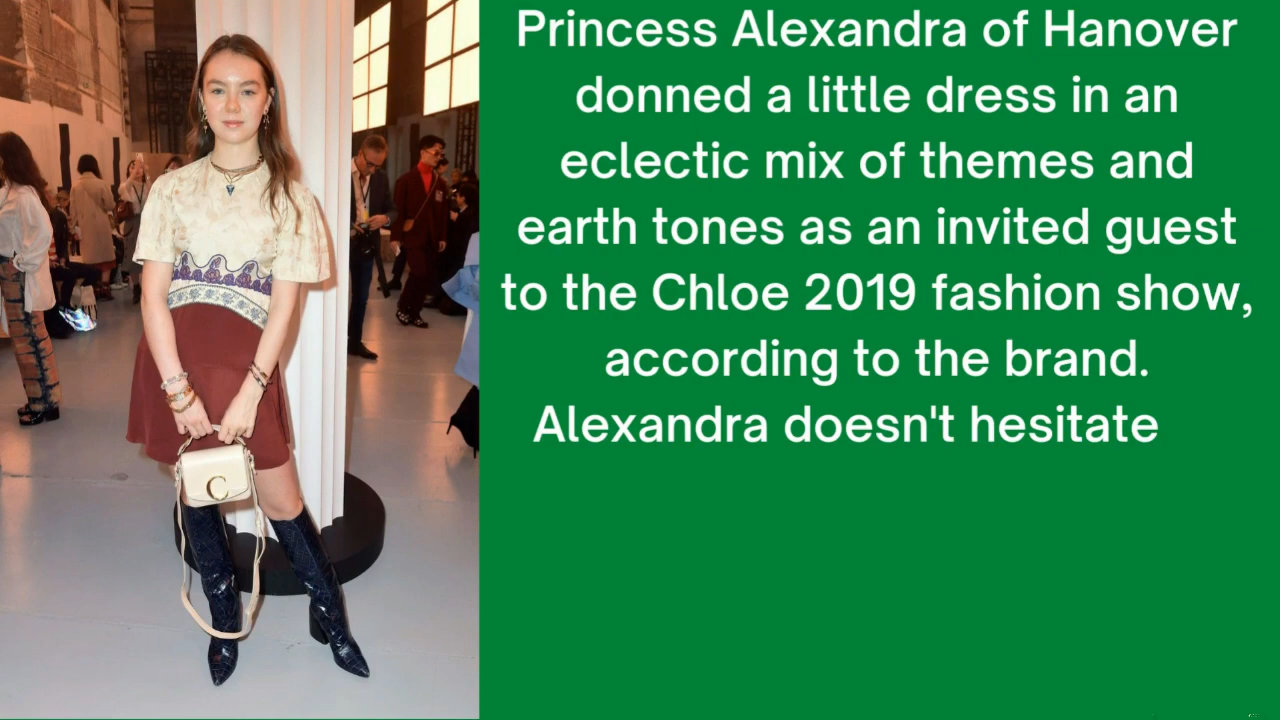 Princess Alexandra of Hanover
donned a little dress in an
eclectic mix of themes and
earth tones as an invited guest
to the Chloe 2019 fashion show,
according to the brand.
Alexandra doesn't hesitate
C